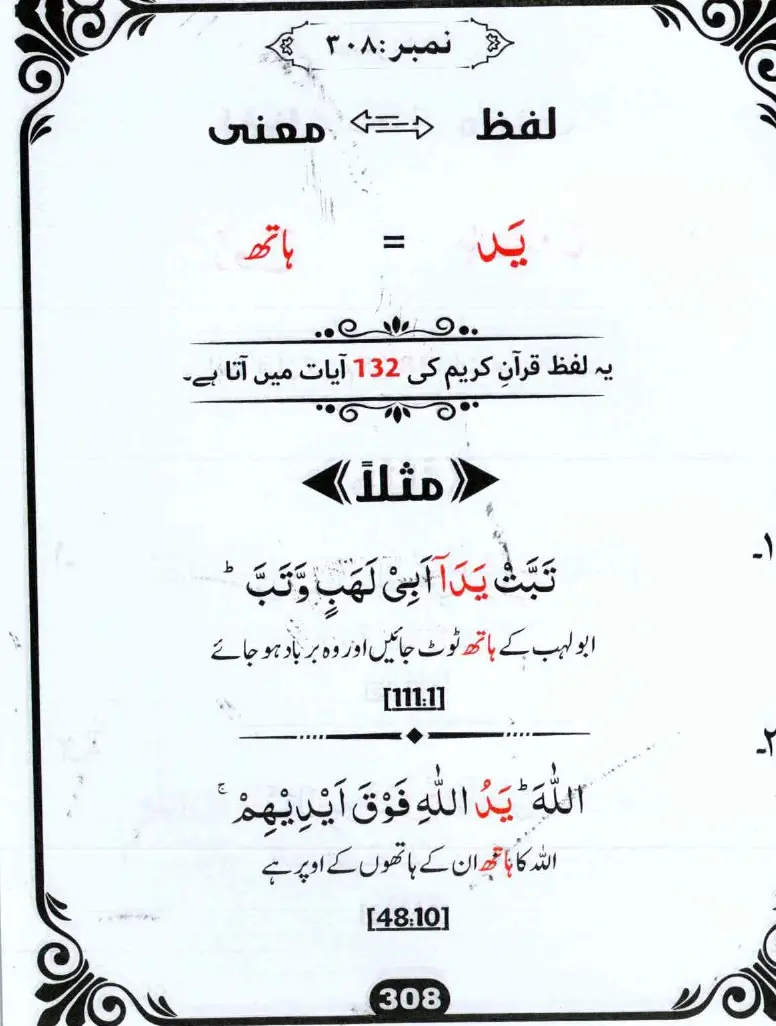 نمبر:۳۰۸
لفظ معنی
یَد = ہاتھ
یہ لفظ قرآنِ کریم کی 132 آیات میں آتا ہے۔
مثلاً
۱۔
تَبَّتْ یَدَاۤ اَبِیْ لَهَبٍ وَّتَبَّ ؕ
ابولہب کے ہاتھ ٹوٹ جائیں اور وہ برباد ہو جائے
[111:1]
۲۔
اللّٰهَ ؕ یَدُ اللّٰهِ فَوْقَ اَیْدِیْهِمْ ۚ
اللہ کا ہاتھ ان کے ہاتھوں کے اوپر ہے
[48:10]
308